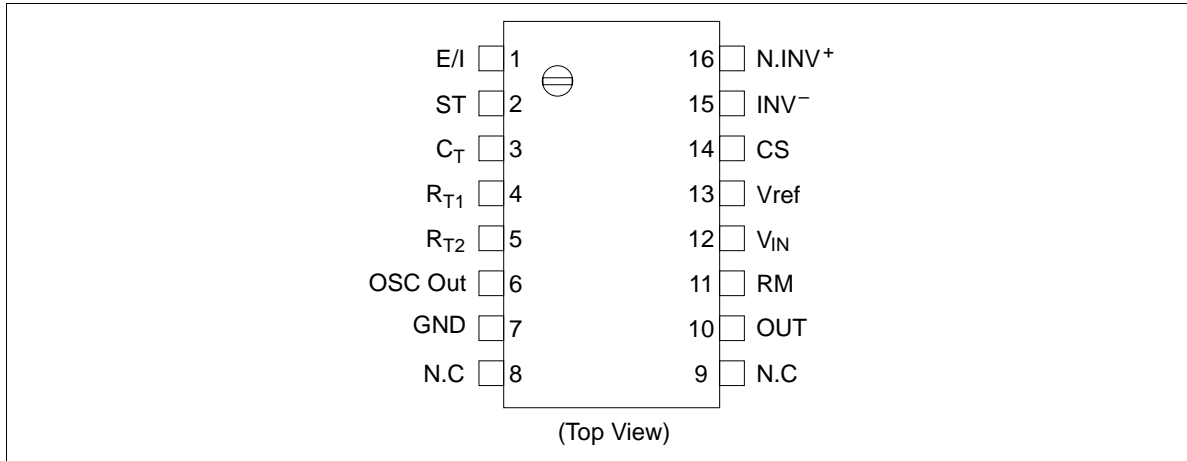 E/I 1 16 N.INV+
ST 2 15 INV−
CT 3 14 CS
RT1 4 13 Vref
RT2 5 12 VIN
OSC Out 6 11 RM
GND 7 10 OUT
N.C 8 9 N.C
(Top View)